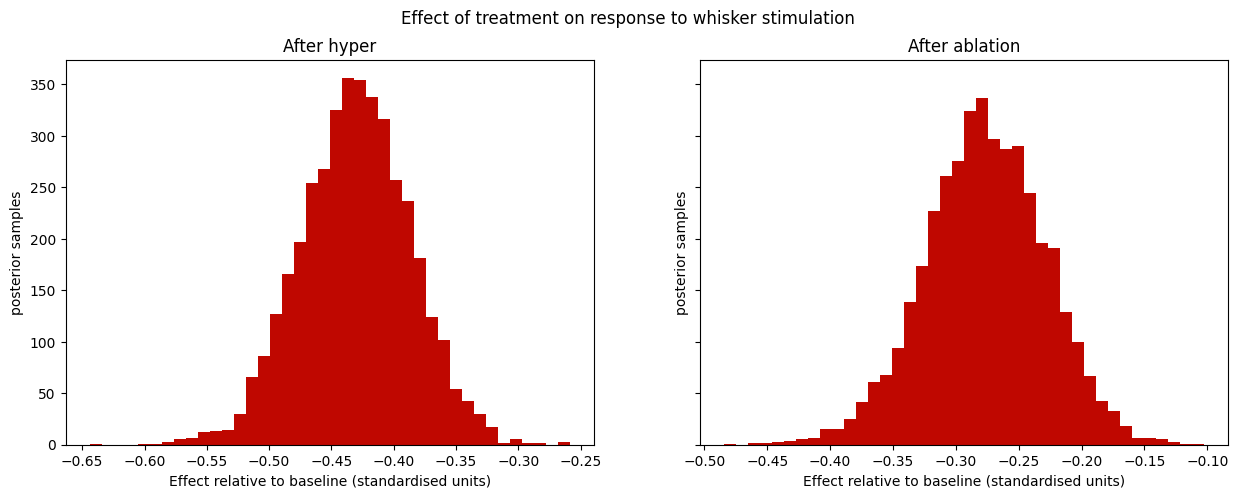 Effect of treatment on response to whisker stimulation
After hyper
posterior samples
350
300
250
200
150
100
50
0
−0.65 −0.60 −0.55 −0.50 −0.45 −0.40 −0.35 −0.30 −0.25
Effect relative to baseline (standardised units)
After ablation
posterior samples
−0.50 −0.45 −0.40 −0.35 −0.30 −0.25 −0.20 −0.15 −0.10
Effect relative to baseline (standardised units)